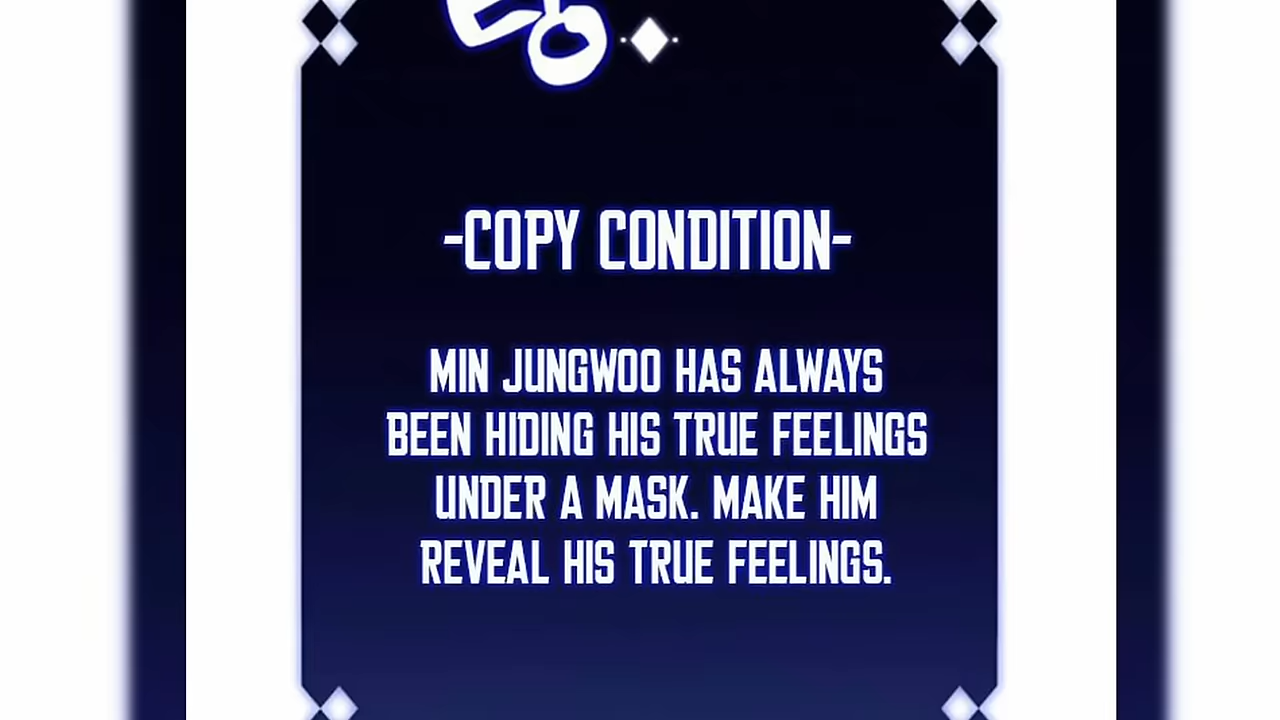 -COPY CONDITION-
MIN JUNGWOO HAS ALWAYS
BEEN HIDING HIS TRUE FEELINGS
UNDER A MASK. MAKE HIM
REVEAL HIS TRUE FEELINGS.